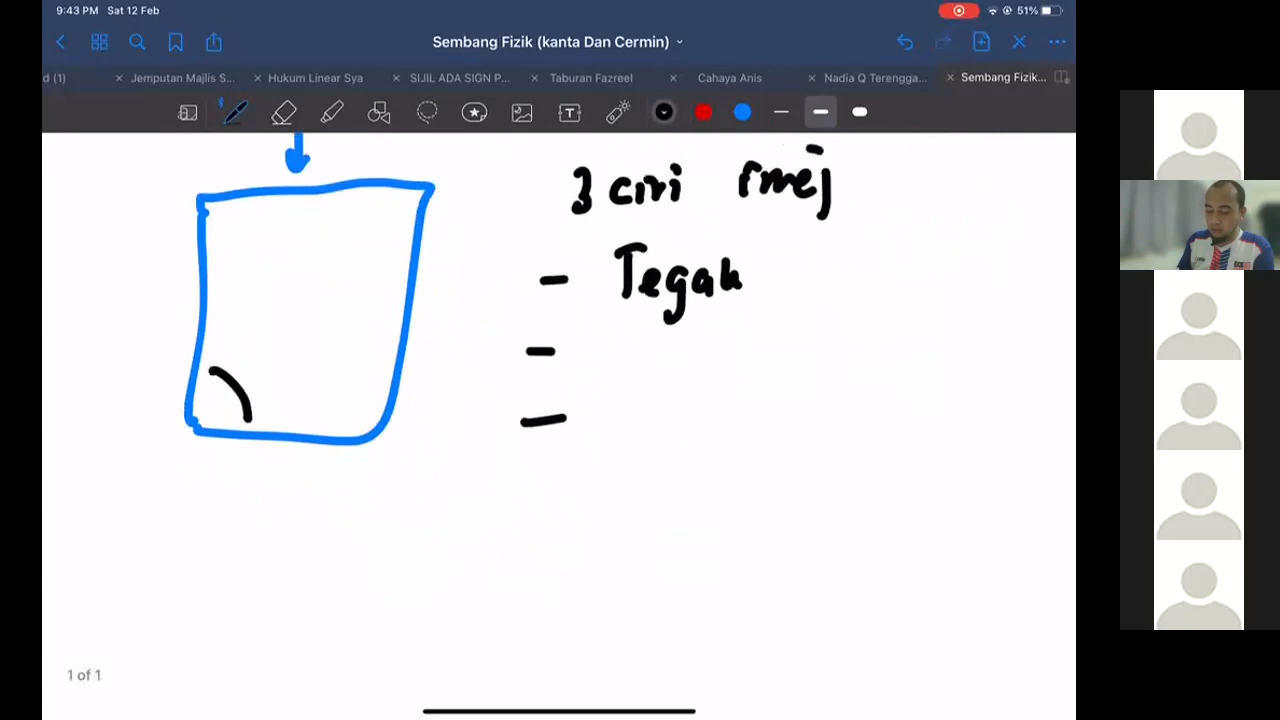 9:43 PM Sat 12 Feb
51%
Sembang Fizik (kanta Dan Cermin)
d (1)
Jemputan Majlis S...
Hukum Linear Sya
SIJIL ADA SIGN P...
Taburan Fazreel
Cahaya Anis
Nadia Q Terengga...
Sembang Fizik...
3 ciri imej
- Tegak
-
-
1 of 1